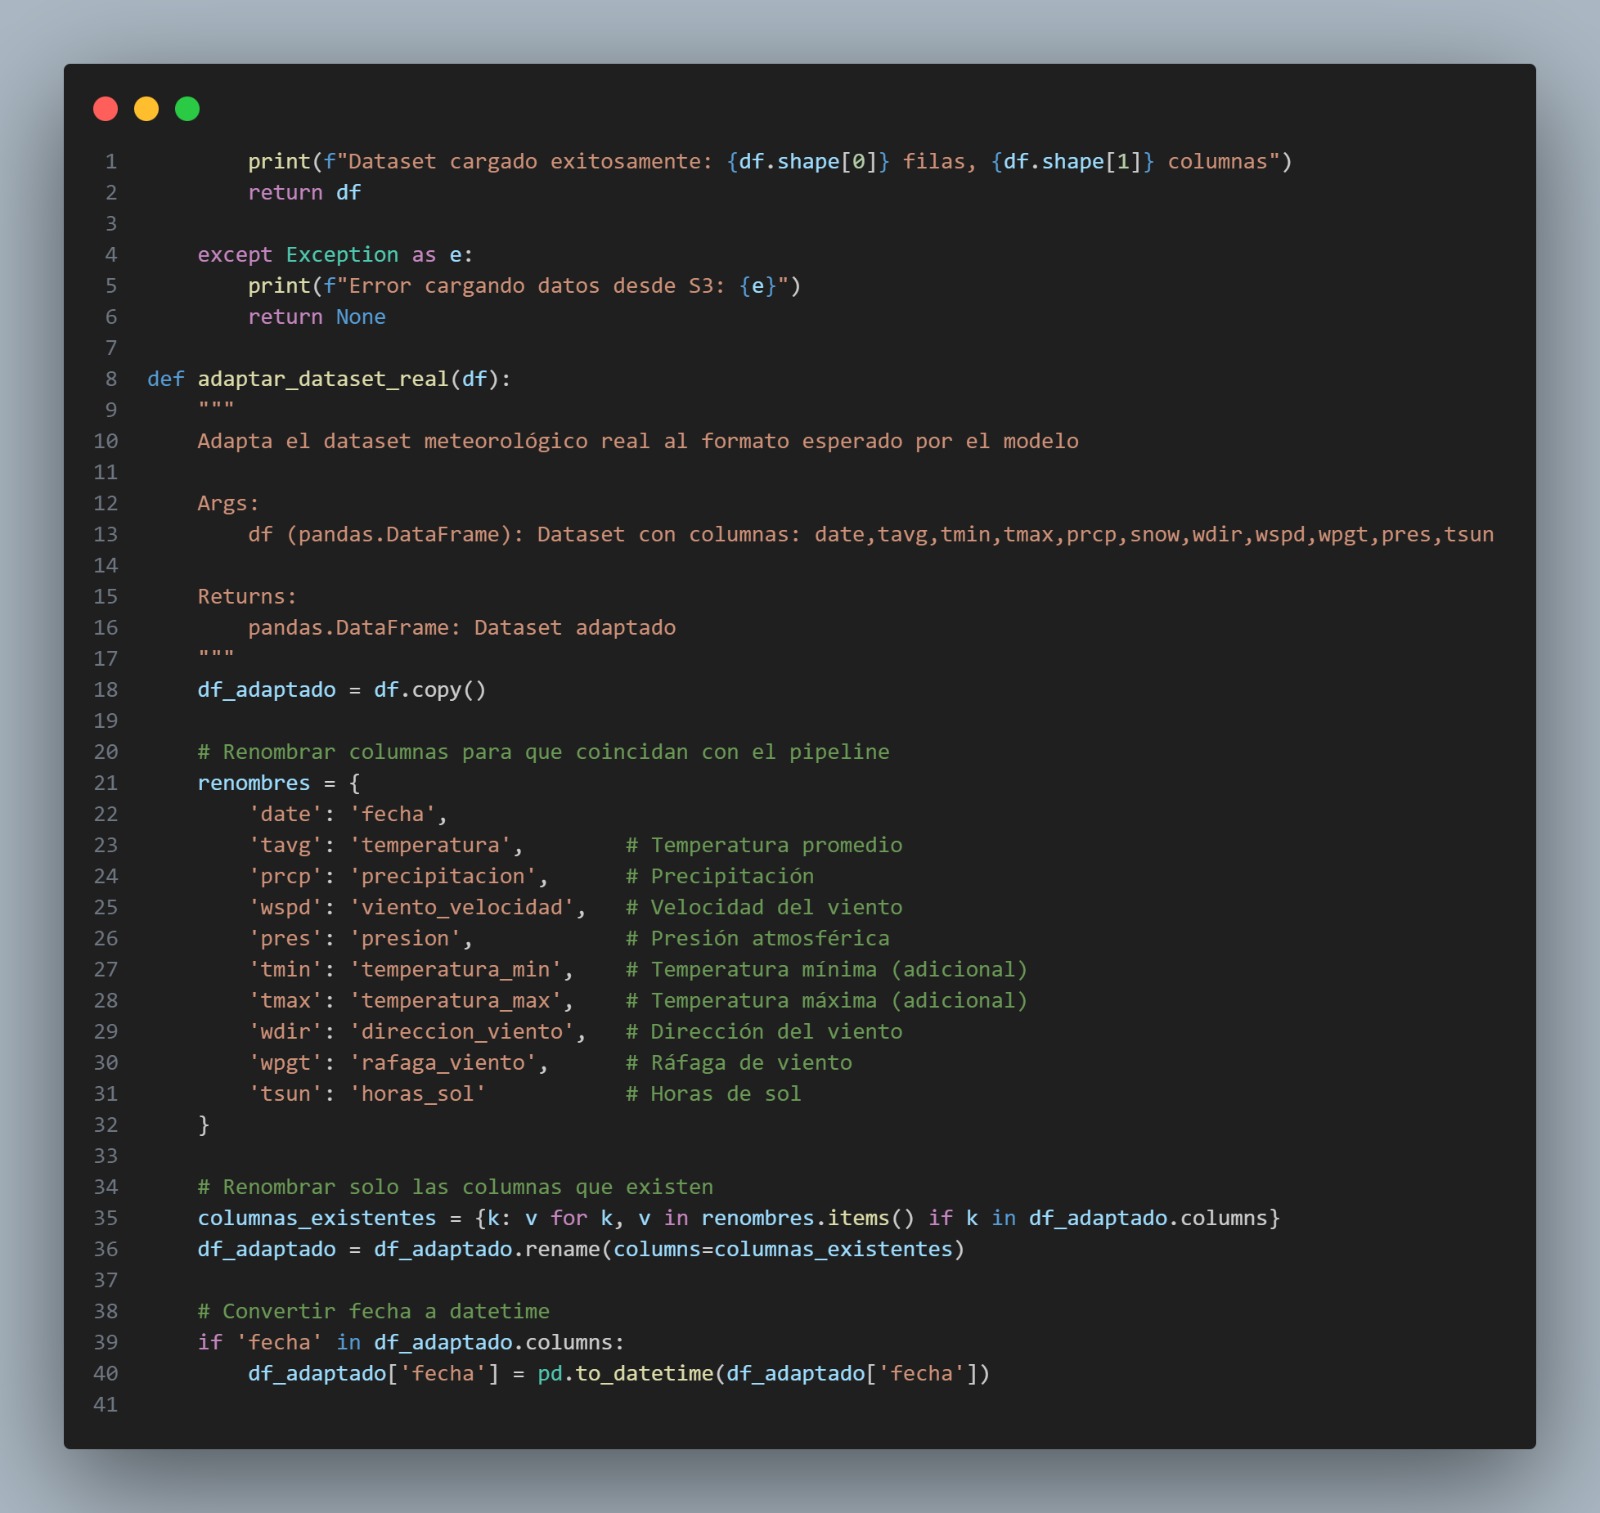 1          print(f"Dataset cargado exitosamente: {df.shape[0]} filas, {df.shape[1]} columnas")
2          return df
3
4      except Exception as e:
5          print(f"Error cargando datos desde S3: {e}")
6          return None
7
8  def adaptar_dataset_real(df):
9      """
10     Adapta el dataset meteorológico real al formato esperado por el modelo
11
12     Args:
13         df (pandas.DataFrame): Dataset con columnas: date,tavg,tmin,tmax,prcp,snow,wdir,wspd,wpgt,pres,tsun
14
15     Returns:
16         pandas.DataFrame: Dataset adaptado
17     """
18     df_adaptado = df.copy()
19
20     # Renombrar columnas para que coincidan con el pipeline
21     renombres = {
22         'date': 'fecha',
23         'tavg': 'temperatura',        # Temperatura promedio
24         'prcp': 'precipitacion',      # Precipitación
25         'wspd': 'viento_velocidad',   # Velocidad del viento
26         'pres': 'presion',            # Presión atmosférica
27         'tmin': 'temperatura_min',    # Temperatura mínima (adicional)
28         'tmax': 'temperatura_max',    # Temperatura máxima (adicional)
29         'wdir': 'direccion_viento',   # Dirección del viento
30         'wpgt': 'rafaga_viento',      # Ráfaga de viento
31         'tsun': 'horas_sol'           # Horas de sol
32     }
33
34     # Renombrar solo las columnas que existen
35     columnas_existentes = {k: v for k, v in renombres.items() if k in df_adaptado.columns}
36     df_adaptado = df_adaptado.rename(columns=columnas_existentes)
37
38     # Convertir fecha a datetime
39     if 'fecha' in df_adaptado.columns:
40         df_adaptado['fecha'] = pd.to_datetime(df_adaptado['fecha'])
41